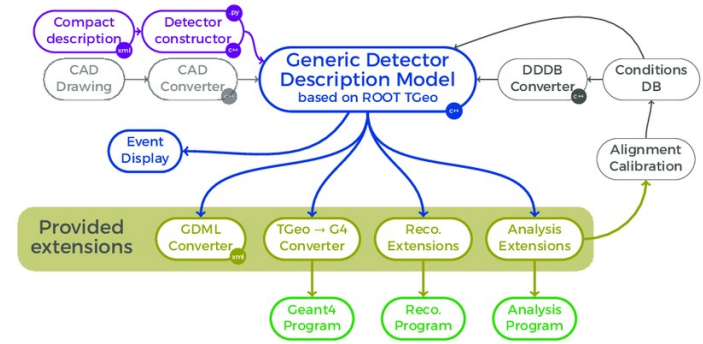 Compact
description
xml
Detector
constructor
.py
c++
CAD
Drawing
CAD
Converter
c++
Generic Detector
Description Model
based on ROOT TGeo
c++
DDDB
Converter
c++
Conditions
DB
Alignment
Calibration
Event
Display
Provided
extensions
GDML
Converter
xml
TGeo → G4
Converter
Reco.
Extensions
Analysis
Extensions
Geant4
Program
Reco.
Program
Analysis
Program